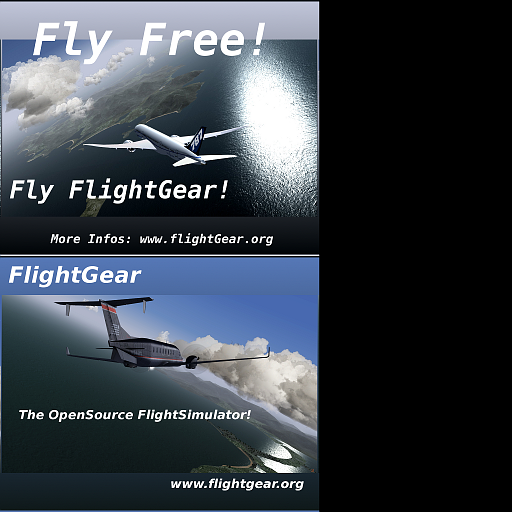 Fly Free!
Fly FlightGear!
More Infos: www.flightGear.org
FlightGear
The OpenSource FlightSimulator!
www.flightgear.org